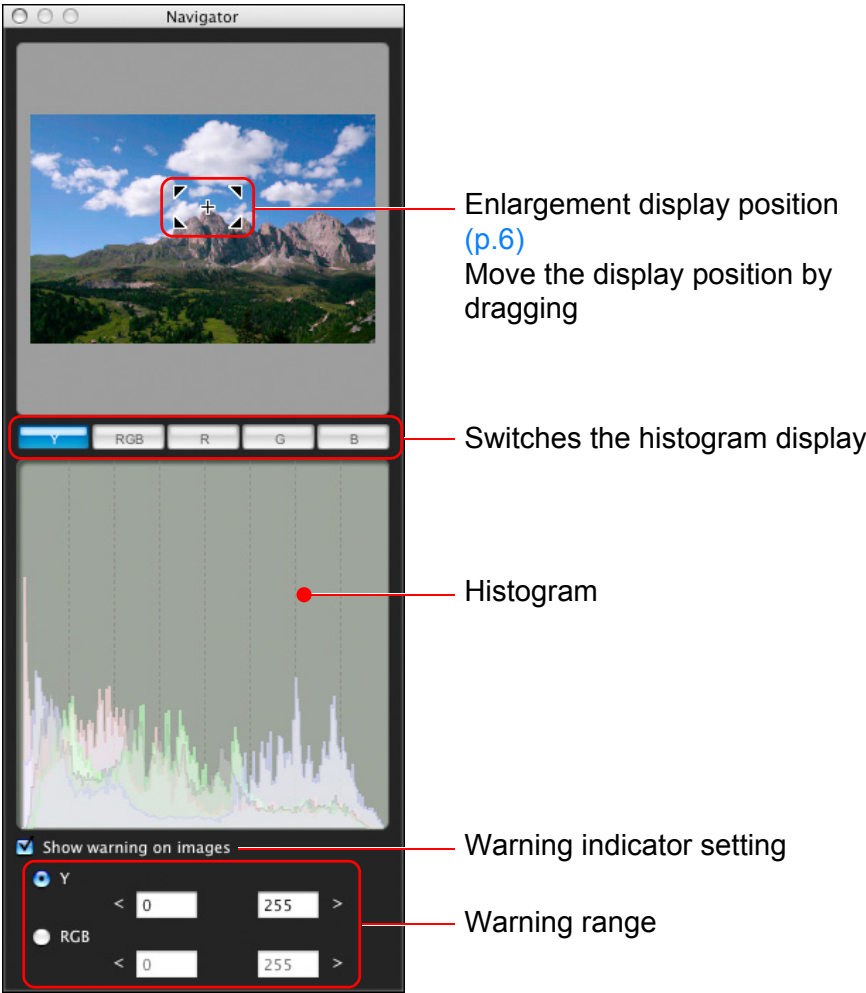 Navigator
Enlargement display position
(p.6)
Move the display position by
dragging
Y RGB R G B
Switches the histogram display
Histogram
Show warning on images
Warning indicator setting
Y
< 0 255 >
RGB
< 0 255 >
Warning range